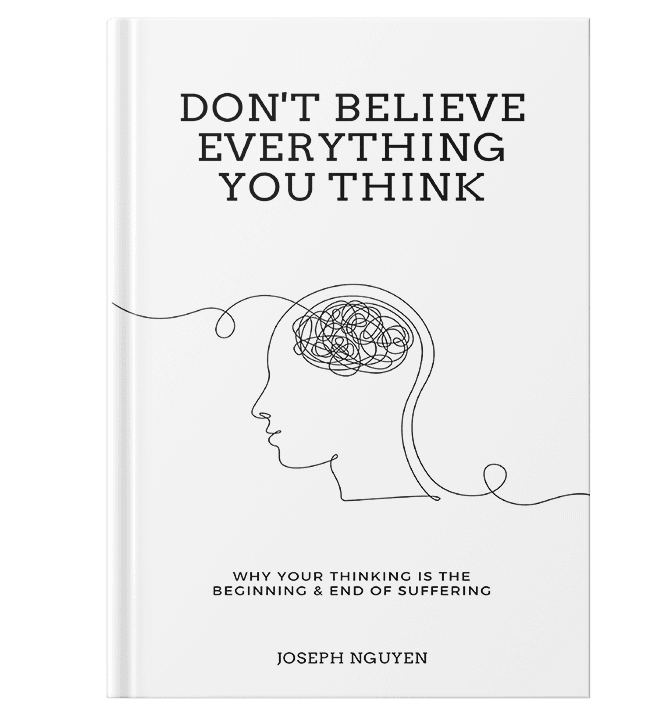 DON'T BELIEVE
EVERYTHING
YOU THINK
WHY YOUR THINKING IS THE
BEGINNING & END OF SUFFERING
JOSEPH NGUYEN